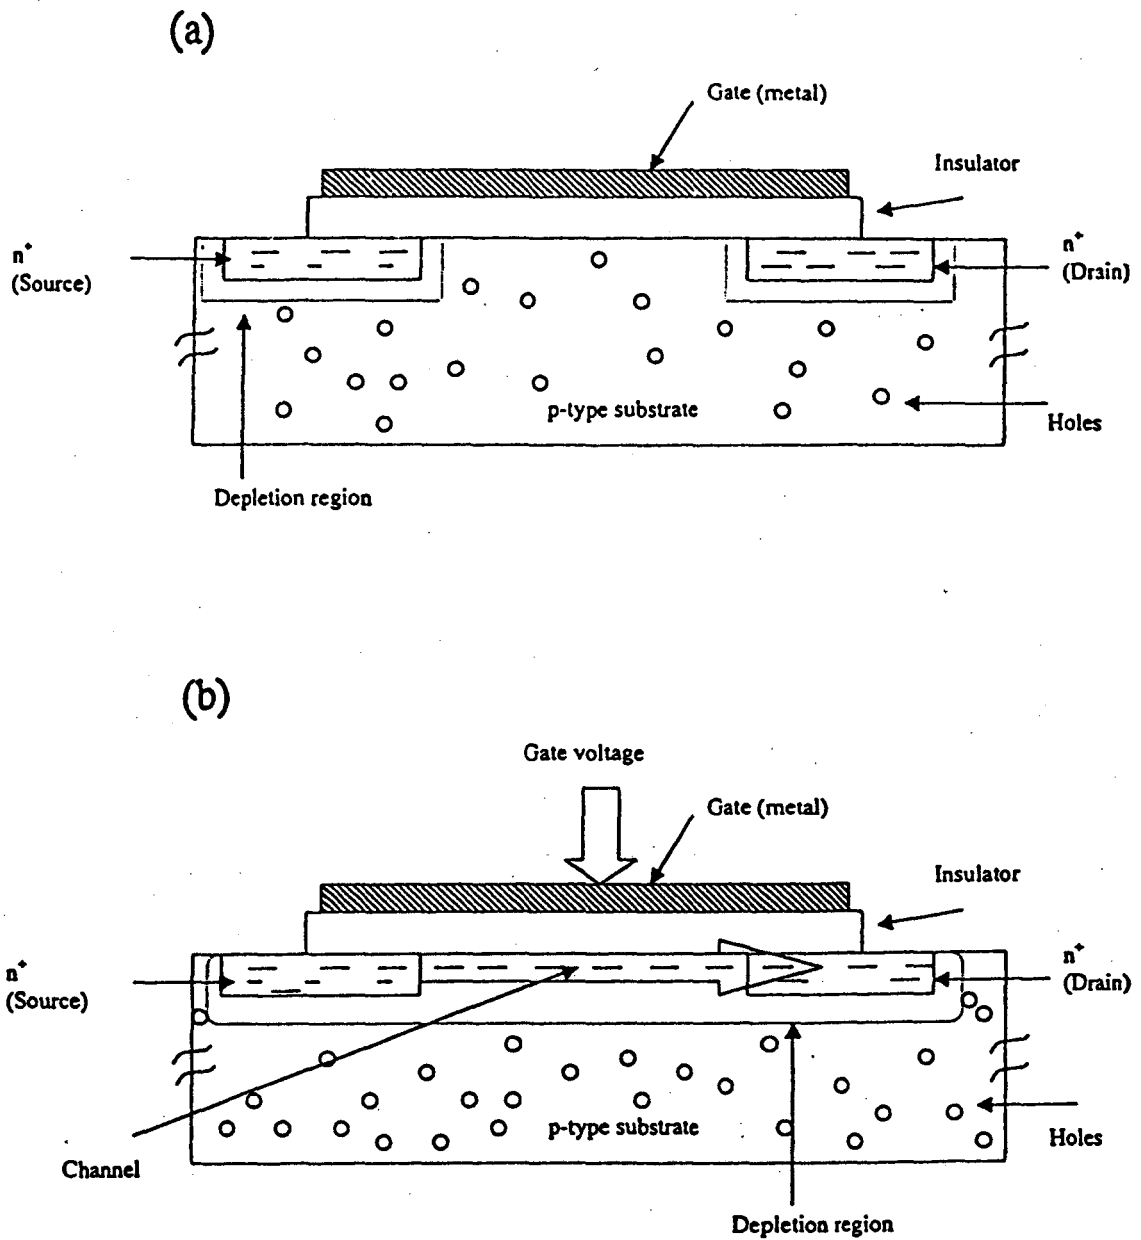 (a)
Gate (metal)
Insulator
n⁺
(Source)
n⁺
(Drain)
p-type substrate
Holes
Depletion region
(b)
Gate voltage
Gate (metal)
Insulator
n⁺
(Source)
n⁺
(Drain)
p-type substrate
Holes
Channel
Depletion region